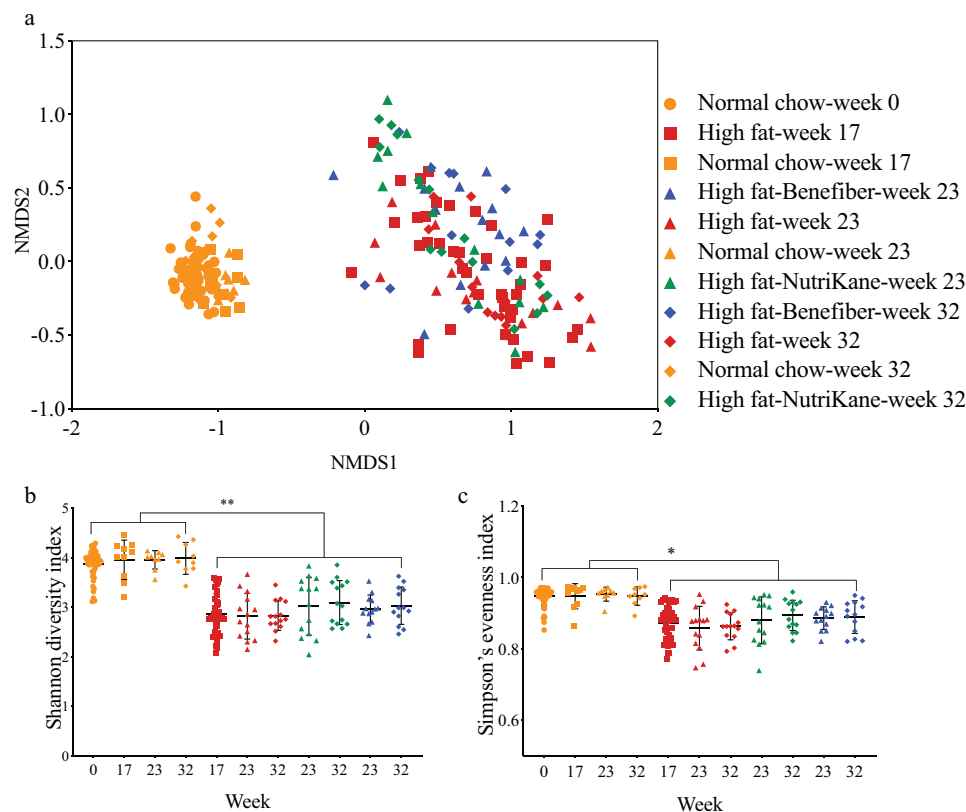 a
1.5
1.0
0.5
0.0
-0.5
-1.0
NMDS2
-2
-1
0
1
2
NMDS1
Normal chow-week 0
High fat-week 17
Normal chow-week 17
High fat-Benefiber-week 23
High fat-week 23
Normal chow-week 23
High fat-NutriKane-week 23
High fat-Benefiber-week 32
High fat-week 32
Normal chow-week 32
High fat-NutriKane-week 32
b
**
5
4
3
2
1
0
Shannon diversity index
0 17 23 32 17 23 32 23 32 23 32
Week
c
*
1.2
1.0
0.8
0.6
Simpson's evenness index
0 17 23 32 17 23 32 23 32 23 32
Week